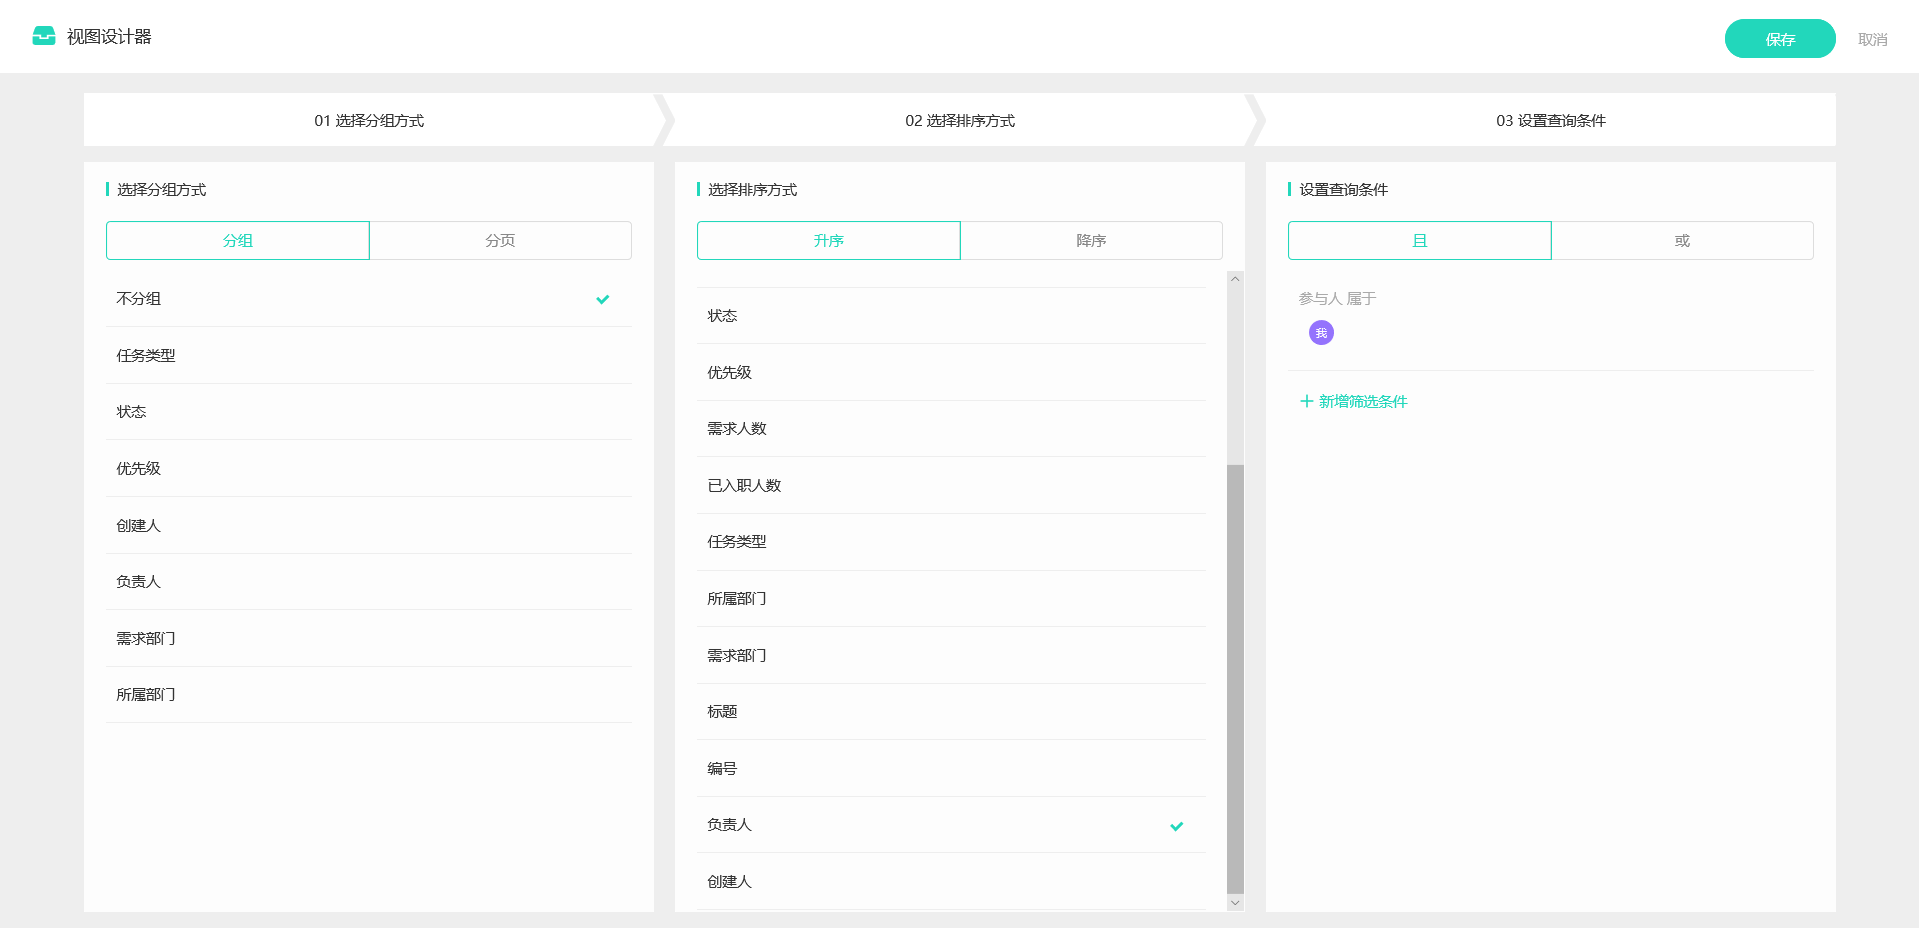 视图设计器
保存
取消
01 选择分组方式
02 选择排序方式
03 设置查询条件
选择分组方式
分组
分页
不分组
任务类型
状态
优先级
创建人
负责人
需求部门
所属部门
选择排序方式
升序
降序
状态
优先级
需求人数
已入职人数
任务类型
所属部门
需求部门
标题
编号
负责人
创建人
设置查询条件
且
或
参与人 属于
我
新增筛选条件